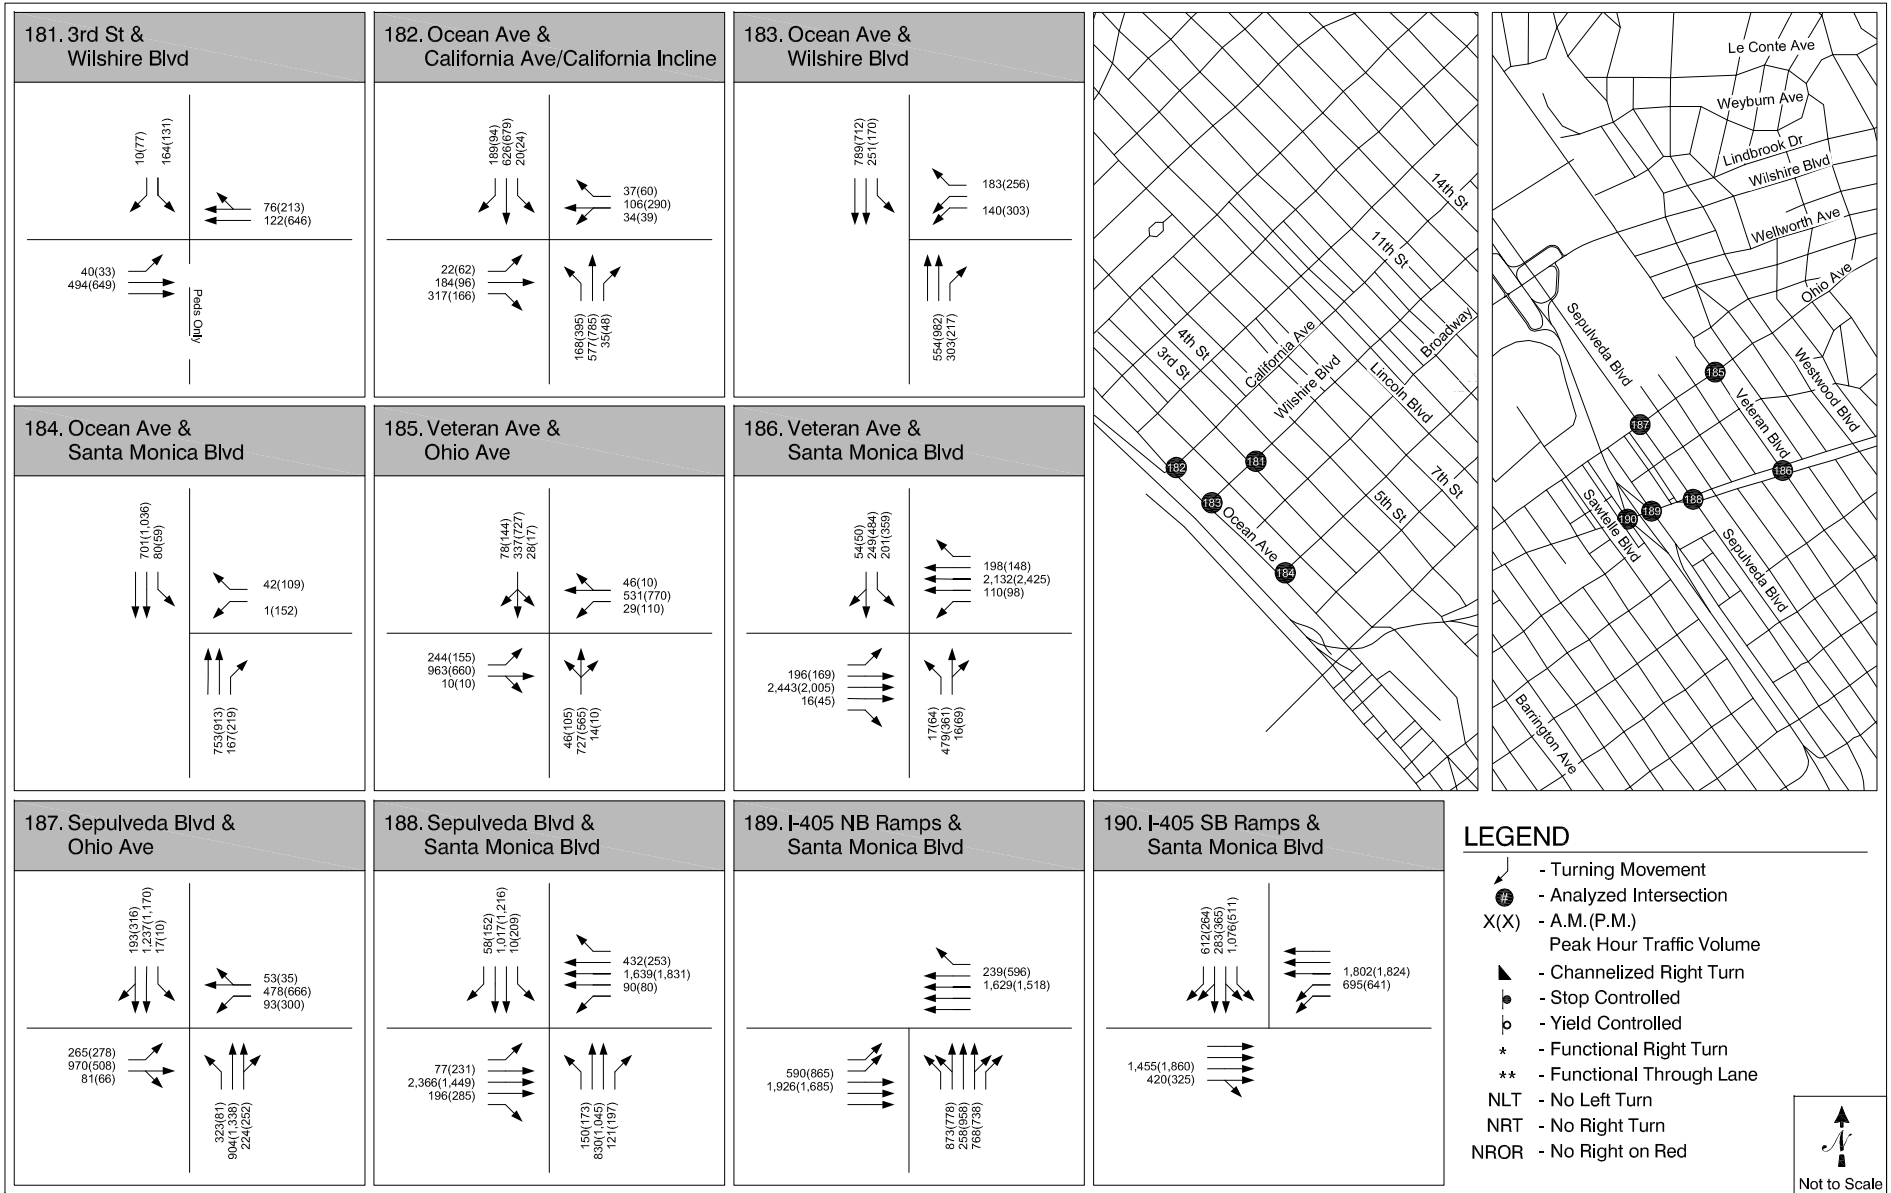 181. 3rd St &
Wilshire Blvd
10(77)
164(131)
76(213)
122(646)
40(33)
494(649)
Peds Only
182. Ocean Ave &
California Ave/California Incline
189(94)
626(679)
20(24)
37(60)
106(290)
34(39)
22(62)
184(96)
317(166)
168(395)
577(785)
35(48)
183. Ocean Ave &
Wilshire Blvd
789(712)
251(170)
183(256)
140(303)
554(982)
303(217)
184. Ocean Ave &
Santa Monica Blvd
701(1,036)
80(59)
42(109)
1(152)
753(913)
167(219)
185. Veteran Ave &
Ohio Ave
78(144)
337(727)
28(17)
46(10)
531(770)
29(110)
244(155)
963(660)
10(10)
46(105)
727(565)
14(10)
186. Veteran Ave &
Santa Monica Blvd
54(50)
249(484)
201(359)
198(148)
2,132(2,425)
110(98)
196(169)
2,443(2,005)
16(45)
17(64)
479(361)
16(69)
14th St
11th St
Broadway
California Ave
4th St
3rd St
Wilshire Blvd
Lincoln Blvd
7th St
5th St
Ocean Ave
181
182
183
184
Le Conte Ave
Weyburn Ave
Lindbrook Dr
Wilshire Blvd
Wellworth Ave
Ohio Ave
Sepulveda Blvd
Westwood Blvd
Veteran Blvd
Sawtelle Blvd
Sepulveda Blvd
Barrington Ave
185
187
186
188
189
190
187. Sepulveda Blvd &
Ohio Ave
193(316)
1,237(1,170)
17(10)
53(35)
478(666)
93(300)
265(278)
970(508)
81(66)
323(81)
904(1,338)
224(252)
188. Sepulveda Blvd &
Santa Monica Blvd
58(152)
1,017(1,216)
10(209)
432(253)
1,639(1,831)
90(80)
77(231)
2,366(1,449)
196(285)
150(173)
830(1,045)
121(197)
189. I-405 NB Ramps &
Santa Monica Blvd
239(596)
1,629(1,518)
590(865)
1,926(1,685)
873(778)
258(958)
768(738)
190. I-405 SB Ramps &
Santa Monica Blvd
612(264)
283(365)
1,076(511)
1,802(1,824)
695(641)
1,455(1,860)
420(325)
LEGEND
- Turning Movement
# - Analyzed Intersection
X(X) - A.M.(P.M.)
Peak Hour Traffic Volume
- Channelized Right Turn
- Stop Controlled
- Yield Controlled
* - Functional Right Turn
** - Functional Through Lane
NLT - No Left Turn
NRT - No Right Turn
NROR - No Right on Red
N
Not to Scale